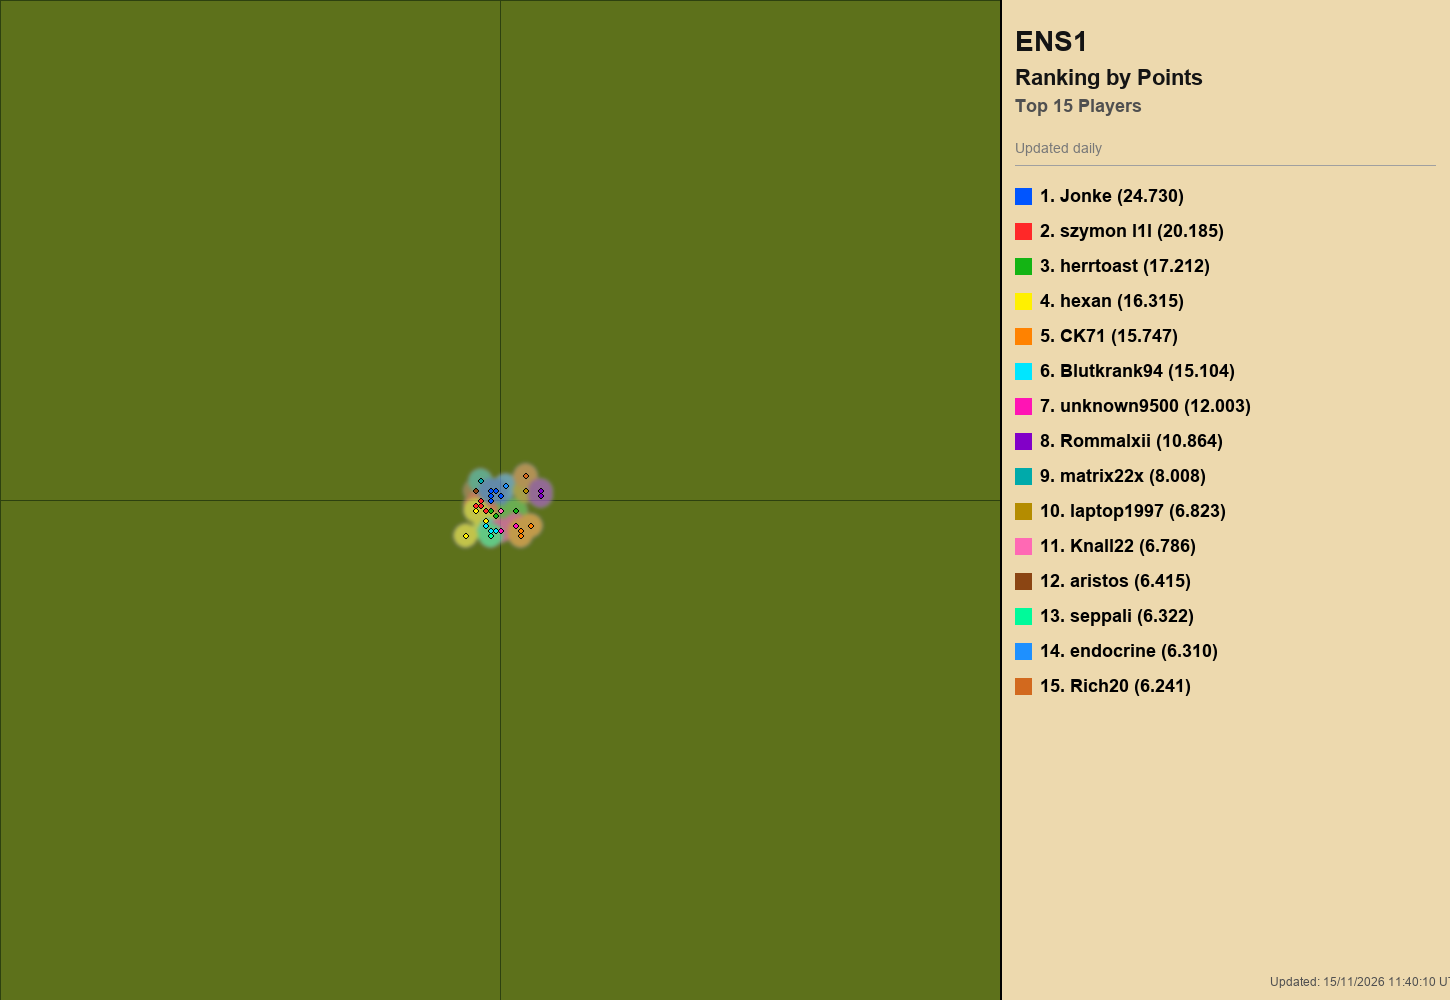 ENS1
Ranking by Points
Top 15 Players
Updated daily
1. Jonke (24.730)
2. szymon l1l (20.185)
3. herrtoast (17.212)
4. hexan (16.315)
5. CK71 (15.747)
6. Blutkrank94 (15.104)
7. unknown9500 (12.003)
8. Rommalxii (10.864)
9. matrix22x (8.008)
10. laptop1997 (6.823)
11. Knall22 (6.786)
12. aristos (6.415)
13. seppali (6.322)
14. endocrine (6.310)
15. Rich20 (6.241)
Updated: 15/11/2026 11:40:10 U